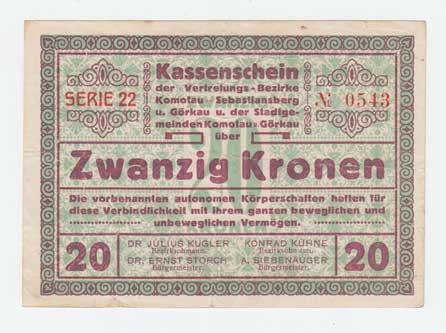 Kassenschein
der Vertretungs-Bezirke
Komotau-Sebastiansberg
u. Görkau u. der Stadtge-
meinden Komotau u. Görkau
über
SERIE 22
№ 0543
20
Zwanzig Kronen
Die vorbenannten autonomen Körperschaften haften für
diese Verbindlichkeit mit ihrem ganzen beweglichen und
unbeweglichen Vermögen.
20
DR JULIUS KUGLER
Bezirksobmann.
KONRAD KÜHNE
Bezirksobmann.
DR. ERNST STORCH
Bürgermeister.
A. SIEBENAUGER
Bürgermeister.
20